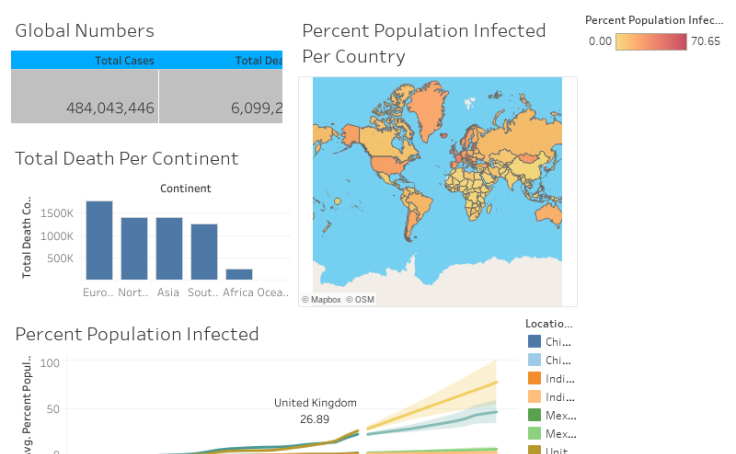 Global Numbers
Total Cases
Total Dea
484,043,446
6,099,2
Percent Population Infected
Per Country
© Mapbox © OSM
Percent Population Infec...
0.00
70.65
Total Death Per Continent
Continent
Total Death Co..
1500K
1000K
500K
Euro.. Nort.. Asia Sout.. Africa Ocea..
Percent Population Infected
Avg. Percent Popul..
100
50
0
United Kingdom
26.89
Locatio...
Chi...
Chi...
Indi...
Indi...
Mex...
Mex...
Unit...